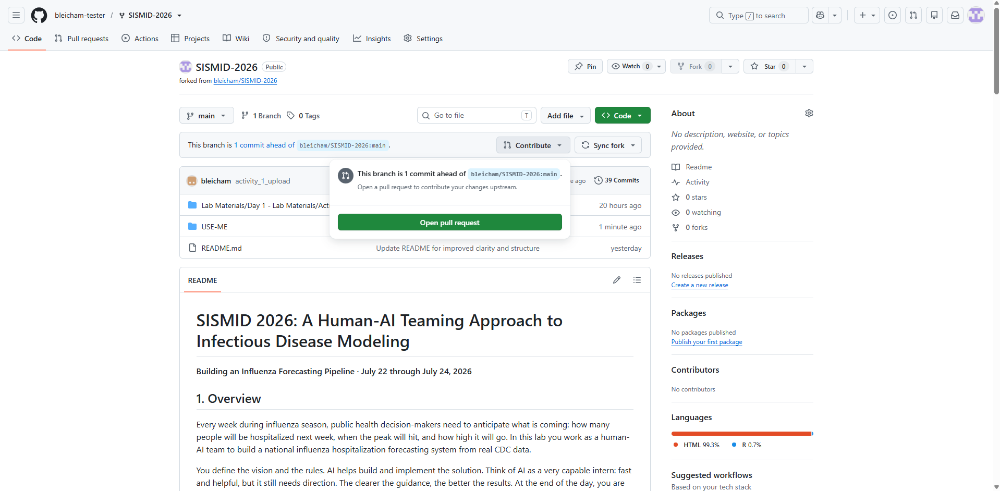 bleicham-tester / SISMID-2026
Type / to search
Code Pull requests Actions Projects Wiki Security and quality Insights Settings
SISMID-2026 Public
Pin Watch 0 Fork 0 Star 0
forked from bleicham/SISMID-2026
main 1 Branch 0 Tags Go to file T Add file Code
This branch is 1 commit ahead of bleicham/SISMID-2026:main .
Contribute Sync fork
This branch is 1 commit ahead of bleicham/SISMID-2026:main .
Open a pull request to contribute your changes upstream.
Open pull request
bleicham activity_1_upload e ago 39 Commits
Lab Materials/Day 1 - Lab Materials/Acti 20 hours ago
USE-ME 1 minute ago
README.md Update README for improved clarity and structure yesterday
README
SISMID 2026: A Human-AI Teaming Approach to
Infectious Disease Modeling
Building an Influenza Forecasting Pipeline · July 22 through July 24, 2026
1. Overview
Every week during influenza season, public health decision-makers need to anticipate what is coming: how many
people will be hospitalized next week, when the peak will hit, and how high it will go. In this lab you work as a human-
AI team to build a national influenza hospitalization forecasting system from real CDC data.
You define the vision and the rules. AI helps build and implement the solution. Think of AI as a very capable intern: fast
and helpful, but it still needs direction. The clearer the guidance, the better the results. At the end of the day, you are
About
No description, website, or topics
provided.
Readme
Activity
0 stars
0 watching
0 forks
Releases
No releases published
Create a new release
Packages
No packages published
Publish your first package
Contributors
No contributors
Languages
HTML 99.3% R 0.7%
Suggested workflows
Based on your tech stack